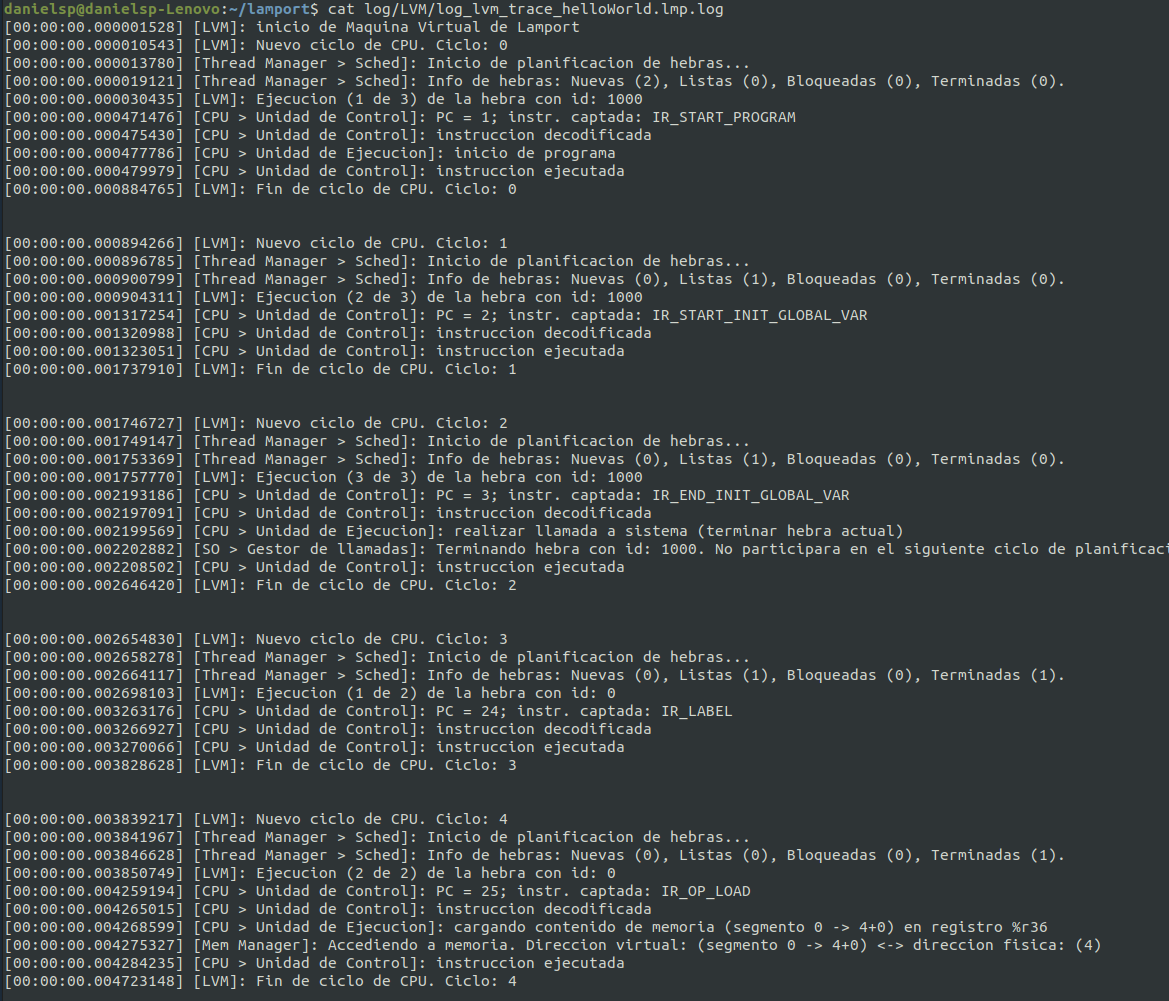 danielsp@danielsp-Lenovo:~/lamport$ cat log/LVM/log_lvm_trace_helloWorld.lmp.log
[00:00:00.000001528] [LVM]: inicio de Maquina Virtual de Lamport
[00:00:00.000010543] [LVM]: Nuevo ciclo de CPU. Ciclo: 0
[00:00:00.000013780] [Thread Manager > Sched]: Inicio de planificacion de hebras...
[00:00:00.000019121] [Thread Manager > Sched]: Info de hebras: Nuevas (2), Listas (0), Bloqueadas (0), Terminadas (0).
[00:00:00.000030435] [LVM]: Ejecucion (1 de 3) de la hebra con id: 1000
[00:00:00.000471476] [CPU > Unidad de Control]: PC = 1; instr. captada: IR_START_PROGRAM
[00:00:00.000475430] [CPU > Unidad de Control]: instruccion decodificada
[00:00:00.000477786] [CPU > Unidad de Ejecucion]: inicio de programa
[00:00:00.000479979] [CPU > Unidad de Control]: instruccion ejecutada
[00:00:00.000884765] [LVM]: Fin de ciclo de CPU. Ciclo: 0
[00:00:00.000894266] [LVM]: Nuevo ciclo de CPU. Ciclo: 1
[00:00:00.000896785] [Thread Manager > Sched]: Inicio de planificacion de hebras...
[00:00:00.000900799] [Thread Manager > Sched]: Info de hebras: Nuevas (0), Listas (1), Bloqueadas (0), Terminadas (0).
[00:00:00.000904311] [LVM]: Ejecucion (2 de 3) de la hebra con id: 1000
[00:00:00.001317254] [CPU > Unidad de Control]: PC = 2; instr. captada: IR_START_INIT_GLOBAL_VAR
[00:00:00.001320988] [CPU > Unidad de Control]: instruccion decodificada
[00:00:00.001323051] [CPU > Unidad de Control]: instruccion ejecutada
[00:00:00.001737910] [LVM]: Fin de ciclo de CPU. Ciclo: 1
[00:00:00.001746727] [LVM]: Nuevo ciclo de CPU. Ciclo: 2
[00:00:00.001749147] [Thread Manager > Sched]: Inicio de planificacion de hebras...
[00:00:00.001753369] [Thread Manager > Sched]: Info de hebras: Nuevas (0), Listas (1), Bloqueadas (0), Terminadas (0).
[00:00:00.001757770] [LVM]: Ejecucion (3 de 3) de la hebra con id: 1000
[00:00:00.002193186] [CPU > Unidad de Control]: PC = 3; instr. captada: IR_END_INIT_GLOBAL_VAR
[00:00:00.002197091] [CPU > Unidad de Control]: instruccion decodificada
[00:00:00.002199569] [CPU > Unidad de Ejecucion]: realizar llamada a sistema (terminar hebra actual)
[00:00:00.002202882] [SO > Gestor de llamadas]: Terminando hebra con id: 1000. No participara en el siguiente ciclo de planificaci
[00:00:00.002208502] [CPU > Unidad de Control]: instruccion ejecutada
[00:00:00.002646420] [LVM]: Fin de ciclo de CPU. Ciclo: 2
[00:00:00.002654830] [LVM]: Nuevo ciclo de CPU. Ciclo: 3
[00:00:00.002658278] [Thread Manager > Sched]: Inicio de planificacion de hebras...
[00:00:00.002664117] [Thread Manager > Sched]: Info de hebras: Nuevas (0), Listas (1), Bloqueadas (0), Terminadas (1).
[00:00:00.002698103] [LVM]: Ejecucion (1 de 2) de la hebra con id: 0
[00:00:00.003263176] [CPU > Unidad de Control]: PC = 24; instr. captada: IR_LABEL
[00:00:00.003266927] [CPU > Unidad de Control]: instruccion decodificada
[00:00:00.003270066] [CPU > Unidad de Control]: instruccion ejecutada
[00:00:00.003828628] [LVM]: Fin de ciclo de CPU. Ciclo: 3
[00:00:00.003839217] [LVM]: Nuevo ciclo de CPU. Ciclo: 4
[00:00:00.003841967] [Thread Manager > Sched]: Inicio de planificacion de hebras...
[00:00:00.003846628] [Thread Manager > Sched]: Info de hebras: Nuevas (0), Listas (0), Bloqueadas (0), Terminadas (1).
[00:00:00.003850749] [LVM]: Ejecucion (2 de 2) de la hebra con id: 0
[00:00:00.004259194] [CPU > Unidad de Control]: PC = 25; instr. captada: IR_OP_LOAD
[00:00:00.004265015] [CPU > Unidad de Control]: instruccion decodificada
[00:00:00.004268599] [CPU > Unidad de Ejecucion]: cargando contenido de memoria (segmento 0 -> 4+0) en registro %r36
[00:00:00.004275327] [Mem Manager]: Accediendo a memoria. Direccion virtual: (segmento 0 -> 4+0) <-> direccion fisica: (4)
[00:00:00.004284235] [CPU > Unidad de Control]: instruccion ejecutada
[00:00:00.004723148] [LVM]: Fin de ciclo de CPU. Ciclo: 4